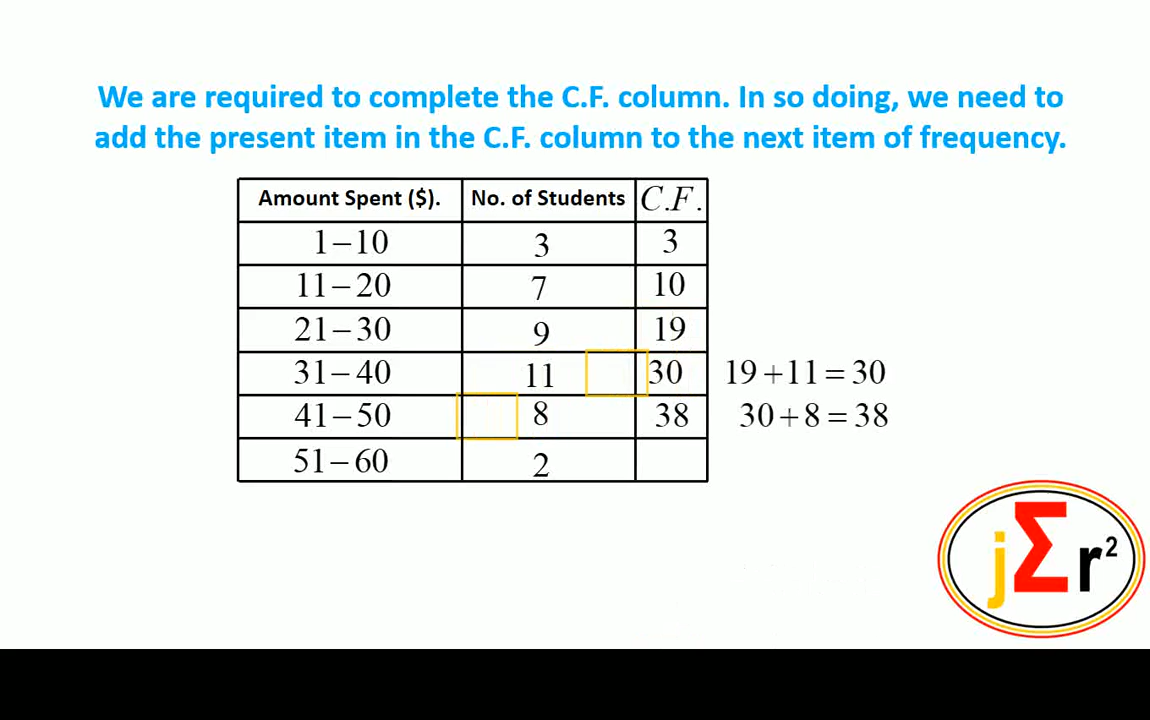 We are required to complete the C.F. column. In so doing, we need to
add the present item in the C.F. column to the next item of frequency.
Amount Spent ($). No. of Students C.F.
1–10 3 3
11–20 7 10
21–30 9 19
31–40 11 30 19+11=30
41–50 8 38 30+8=38
51–60 2
jΣr²